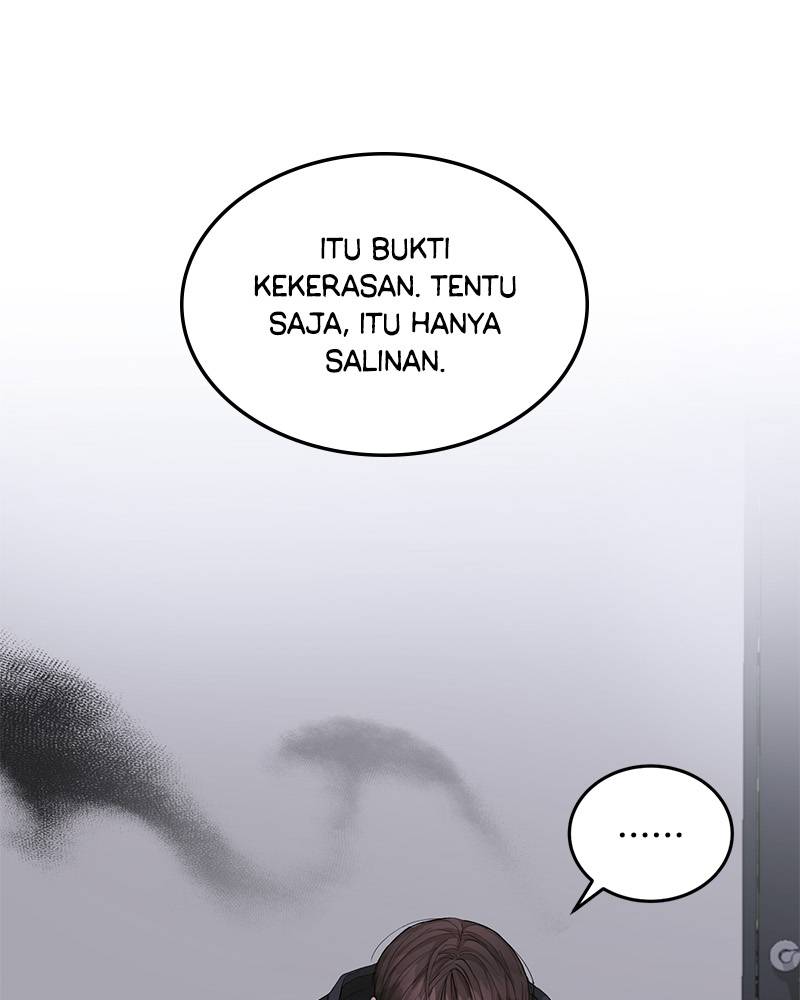 ITU BUKTI
KEKERASAN. TENTU
SAJA, ITU HANYA
SALINAN.
......